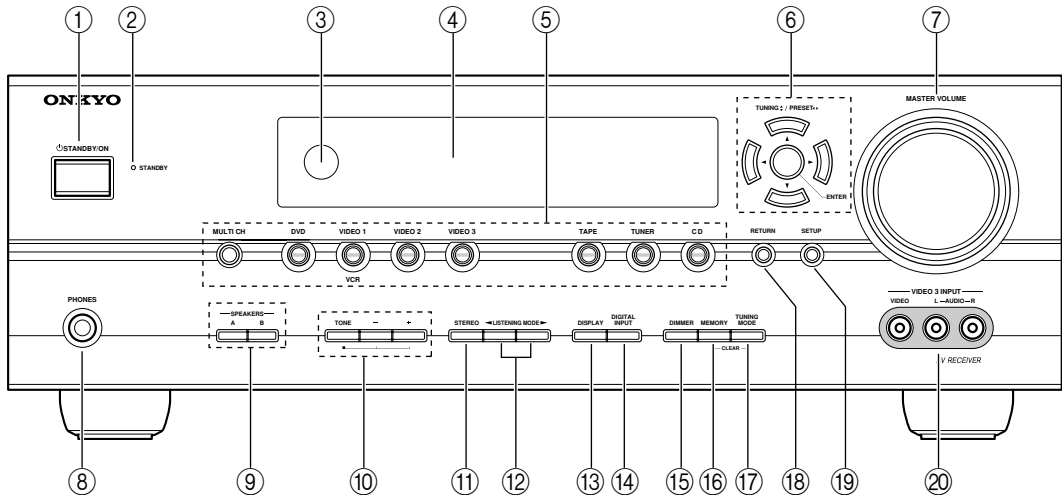 ① ② ③ ④ ⑤ ⑥ ⑦
ONKYO
STANDBY/ON
STANDBY
TUNING / PRESET
ENTER
MASTER VOLUME
MULTI CH DVD VIDEO 1 VIDEO 2 VIDEO 3 TAPE TUNER CD
VCR
RETURN SETUP
PHONES
SPEAKERS
A B
TONE − +
STEREO ◄ LISTENING MODE ►
DISPLAY DIGITAL INPUT
DIMMER MEMORY TUNING MODE
CLEAR
VIDEO 3 INPUT
VIDEO L—AUDIO—R
RECEIVER
⑧ ⑨ ⑩ ⑪ ⑫ ⑬ ⑭ ⑮ ⑯ ⑰ ⑱ ⑲ ⑳